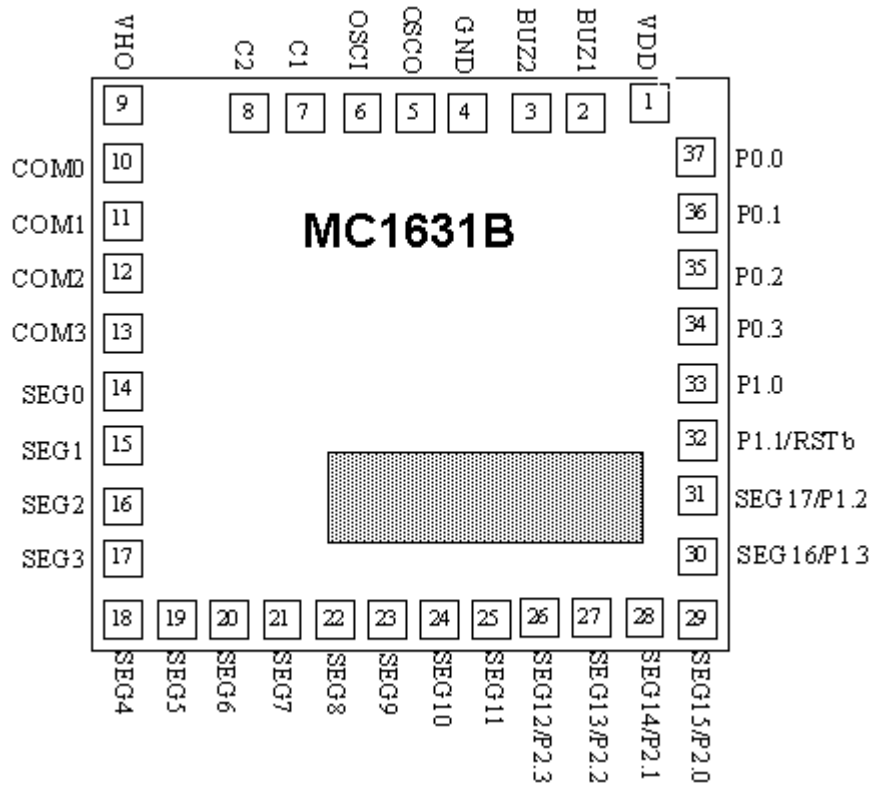 VHO
C2
C1
OSCI
OSCO
GND
BUZ2
BUZ1
VDD
9
8
7
6
5
4
3
2
1
COM0
10
37
P0.0
COM1
11
MC1631B
36
P0.1
COM2
12
35
P0.2
COM3
13
34
P0.3
SEG0
14
33
P1.0
SEG1
15
32
P1.1/RSTb
SEG2
16
31
SEG17/P1.2
SEG3
17
30
SEG16/P1.3
18
19
20
21
22
23
24
25
26
27
28
29
SEG4
SEG5
SEG6
SEG7
SEG8
SEG9
SEG10
SEG11
SEG12/P2.3
SEG13/P2.2
SEG14/P2.1
SEG15/P2.0